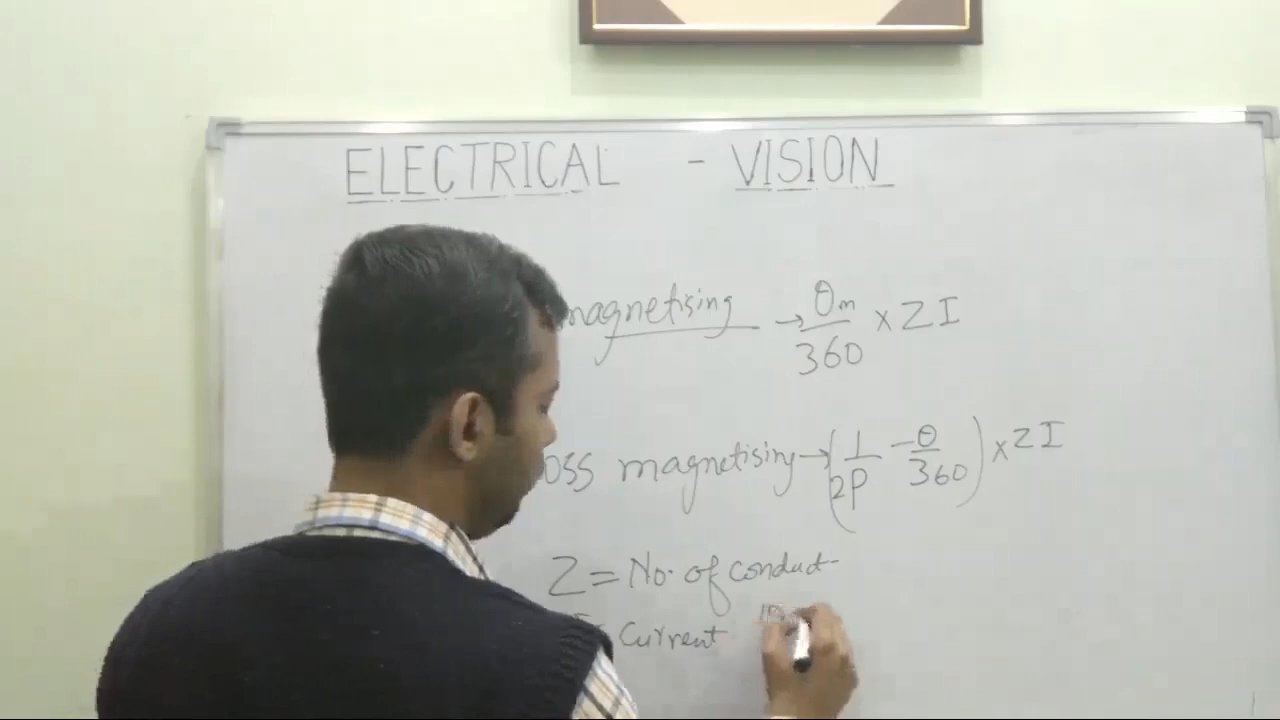 ELECTRICAL - VISION
magnetising → θm/360 × ZI
oss magnetising → (1/2P - θ/360) × ZI
Z = No. of conduct-
= Current